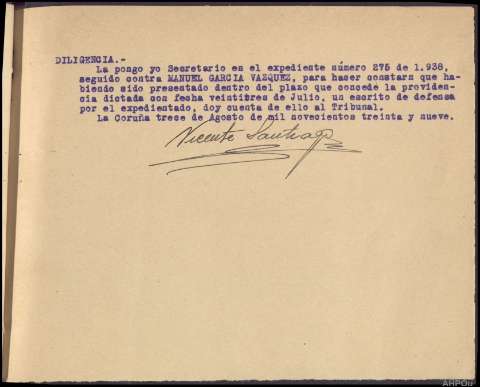 DILIGENCIA.-
La pongo yo Secretario en el expediente número 275 de 1.938,
seguido contra MANUEL GARCIA VAZQUEZ, para hacer constars que ha-
biendo sido presentado dentro del plazo que concede la providen-
cia dictada con fecha veintitres de Julio, un escrito de defensa
por el expedientado, doy cuenta de ello al Tribunal.
La Coruña trece de Agosto de mil novecientos treinta y nueve.
Vicente Santiago
AHPOu